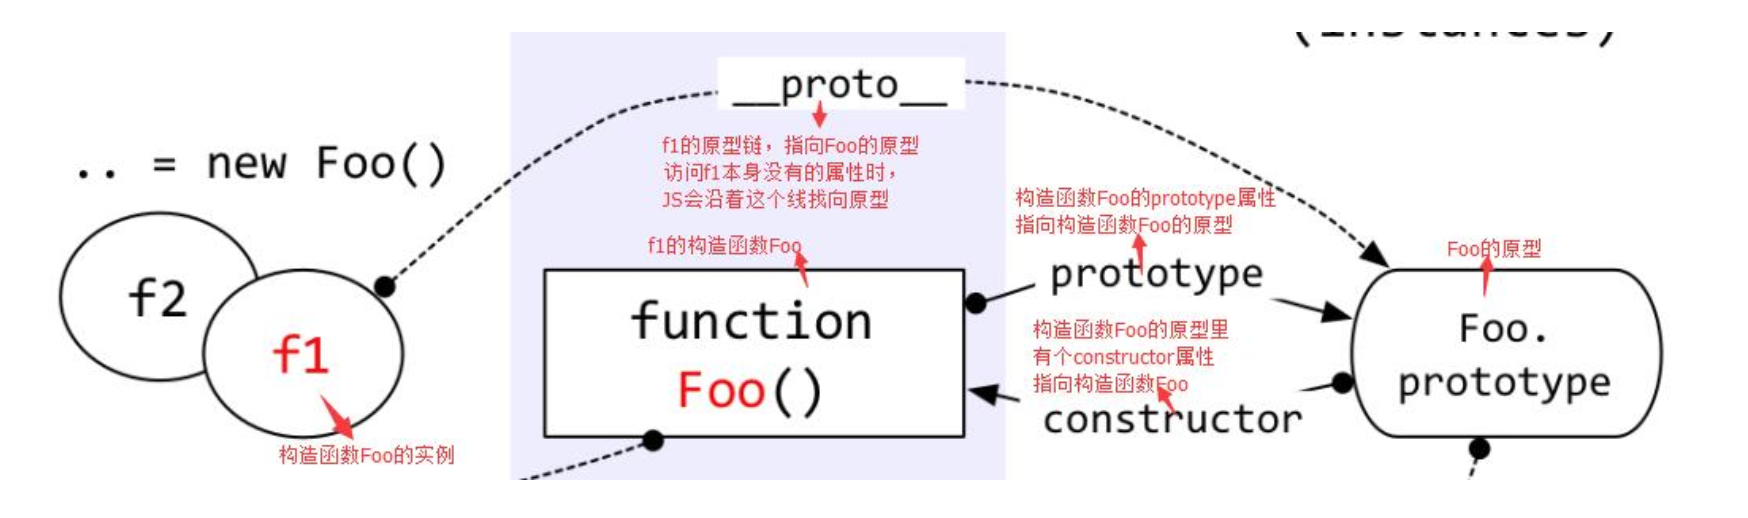 __proto__
f1的原型链，指向Foo的原型
访问f1本身没有的属性时，
JS会沿着这个线找向原型
.. = new Foo()
构造函数Foo的prototype属性
指向构造函数Foo的原型
f1的构造函数Foo
Foo的原型
prototype
f2
f1
function
Foo()
构造函数Foo的原型里
有个constructor属性
指向构造函数Foo
constructor
Foo.
prototype
构造函数Foo的实例